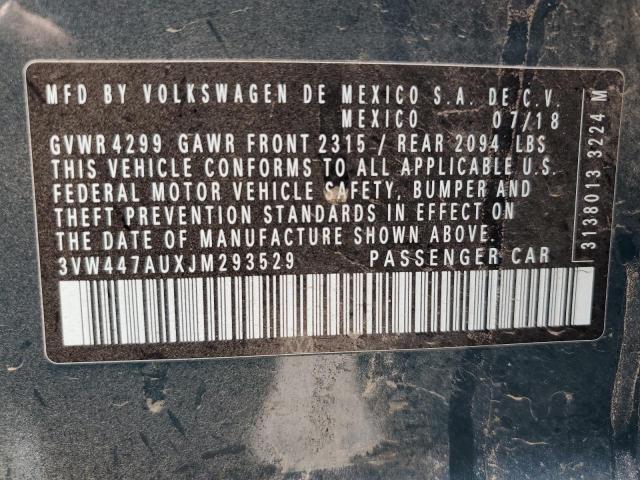 MFD BY VOLKSWAGEN DE MEXICO S.A. DE C.V.
MEXICO 07/18
GVWR 4299 GAWR FRONT 2315 / REAR 2094 LBS
THIS VEHICLE CONFORMS TO ALL APPLICABLE U.S.
FEDERAL MOTOR VEHICLE SAFETY, BUMPER AND
THEFT PREVENTION STANDARDS IN EFFECT ON
THE DATE OF MANUFACTURE SHOWN ABOVE.
3VW447AUXJM293529 PASSENGER CAR
3138013 3224 M